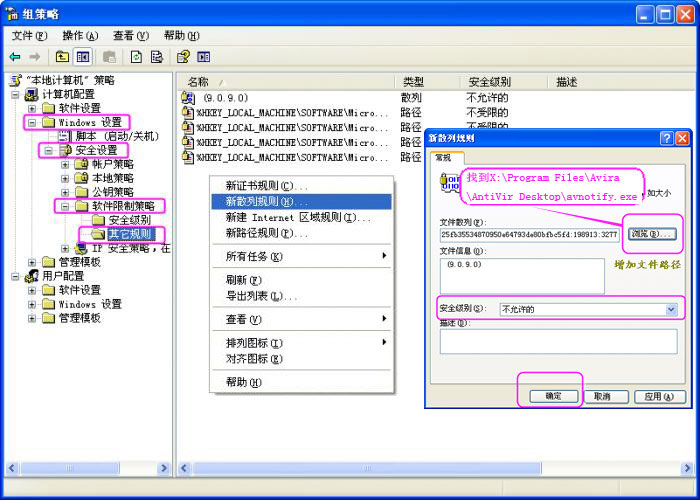 组策略
文件(F) 操作(A) 查看(V) 帮助(H)
"本地计算机" 策略
计算机配置
软件设置
Windows 设置
脚本 (启动/关机)
安全设置
帐户策略
本地策略
公钥策略
软件限制策略
安全级别
其它规则
IP 安全策略,在
管理模板
用户配置
软件设置
Windows 设置
管理模板
名称 类型 安全级别 描述
(9.0.9.0) 散列 不允许的
%HKEY_LOCAL_MACHINE\SOFTWARE\Micro... 路径 不受限的
%HKEY_LOCAL_MACHINE\SOFTWARE\Micro... 路径
%HKEY_LOCAL_MACHINE\SOFTWARE\Micro... 路径
%HKEY_LOCAL_MACHINE\SOFTWARE\Micro... 路径
新证书规则(C)...
新散列规则(H)...
新建 Internet 区域规则(I)...
新路径规则(P)...
所有任务(K)
刷新(F)
导出列表(L)...
查看(V)
排列图标(I)
对齐图标(E)
帮助(H)
新散列规则
常规
找到X:\Program Files\Avira
\AntiVir Desktop\avnotify.exe
如大小
文件散列(F):
25fb35534870950e64793de80bfbc5fd:198913:3277
浏览(B)...
文件信息(O):
(9.0.9.0)
增加文件路径
安全级别(S):
不允许的
描述(D):
确定 取消 应用(A)